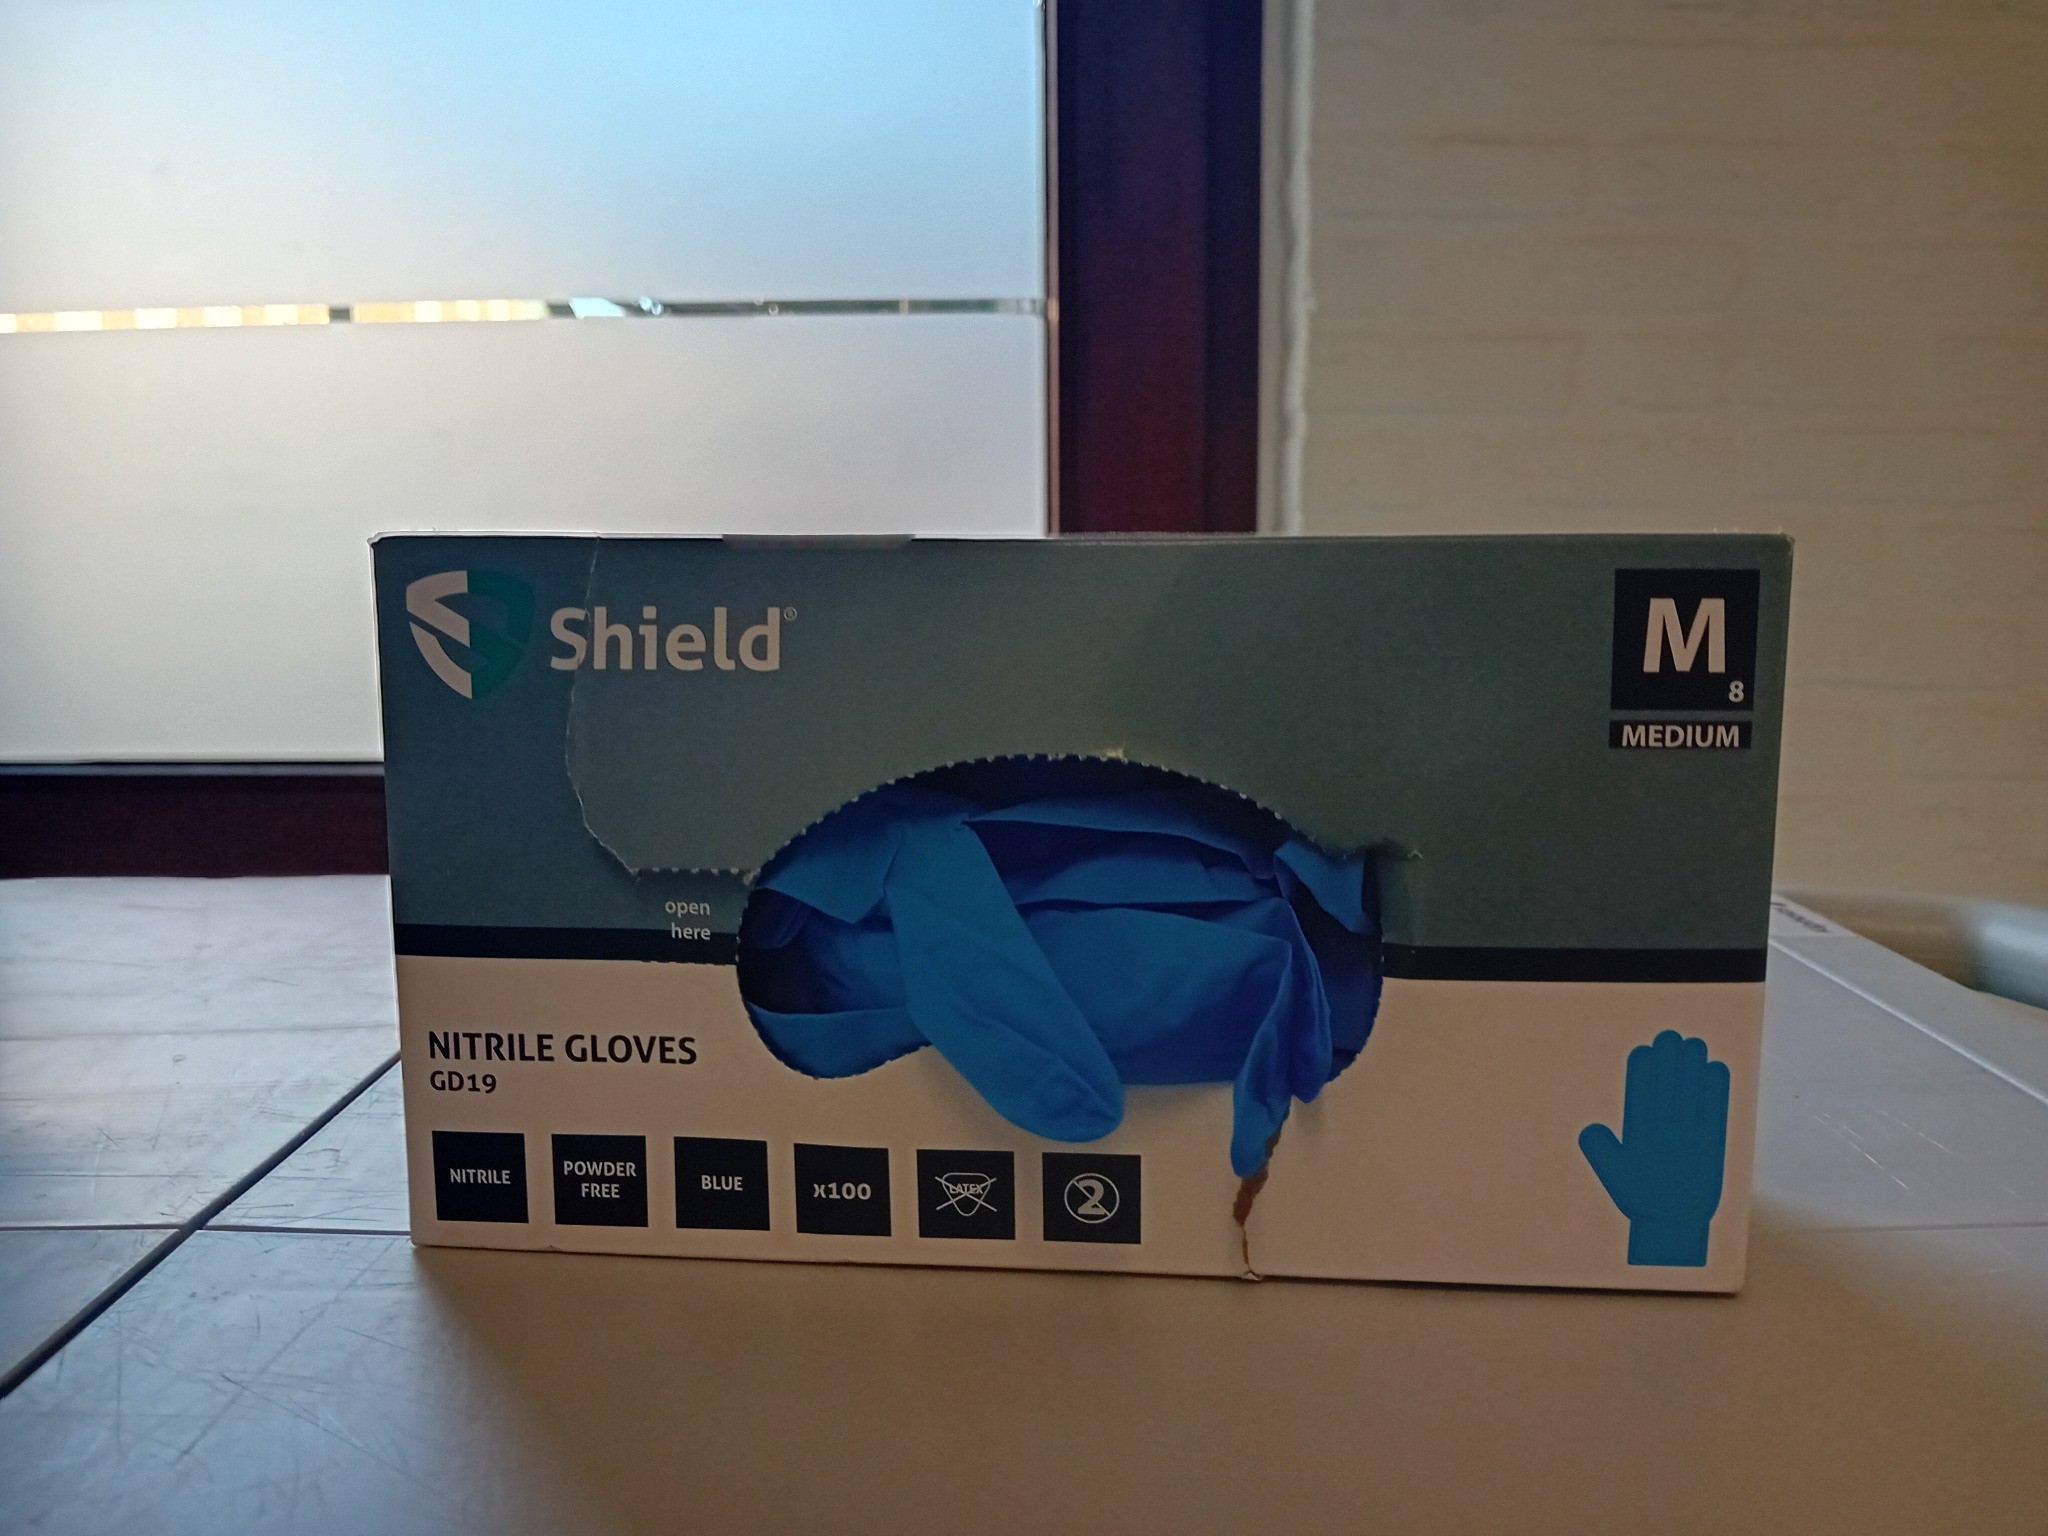 Shield®
M
8
MEDIUM
open
here
NITRILE GLOVES
GD19
NITRILE
POWDER
FREE
BLUE
x100
LATEX
2